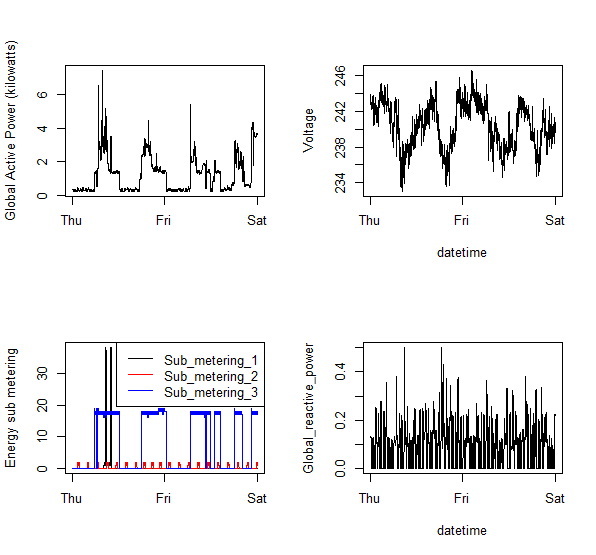 Global Active Power (kilowatts)
6
4
2
0
Thu Fri Sat
Voltage
246
242
238
234
Thu Fri Sat
datetime
Energy sub metering
30
20
10
0
Sub_metering_1
Sub_metering_2
Sub_metering_3
Thu Fri Sat
Global_reactive_power
0.4
0.2
0.0
Thu Fri Sat
datetime